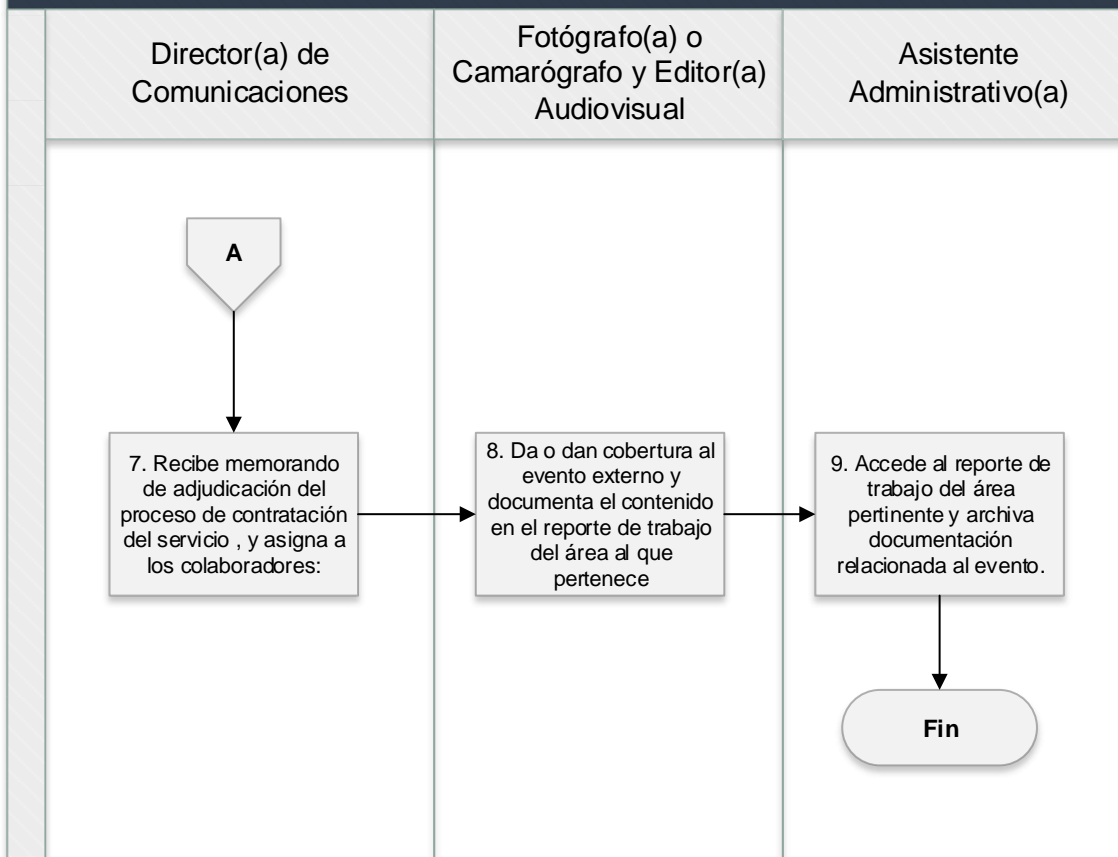 Director(a) de
Comunicaciones
Fotógrafo(a) o
Camarógrafo y Editor(a)
Audiovisual
Asistente
Administrativo(a)
A
7. Recibe memorando
de adjudicación del
proceso de contratación
del servicio , y asigna a
los colaboradores:
8. Da o dan cobertura al
evento externo y
documenta el contenido
en el reporte de trabajo
del área al que
pertenece
9. Accede al reporte de
trabajo del área
pertinente y archiva
documentación
relacionada al evento.
Fin